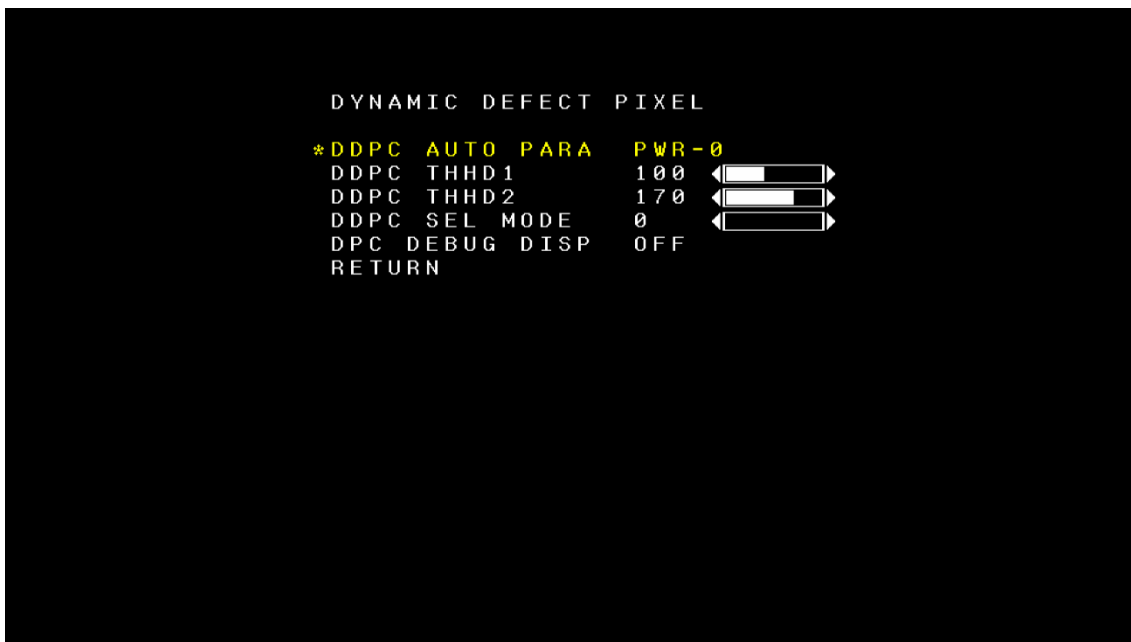 DYNAMIC DEFECT PIXEL
*DDPC AUTO PARA PWR-0
DDPC THHD1 100
DDPC THHD2 170
DDPC SEL MODE 0
DPC DEBUG DISP OFF
RETURN